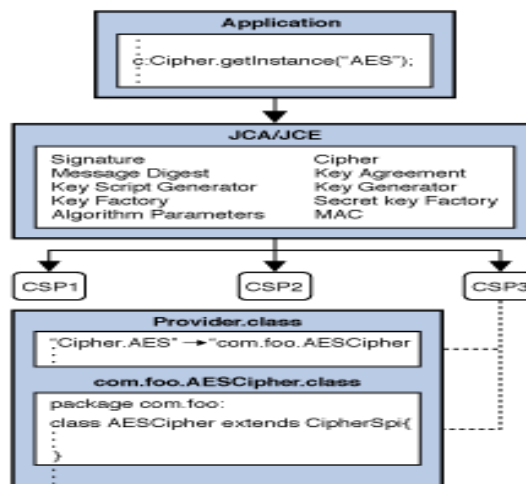 Application
c:Cipher.getInstance("AES");
JCA/JCE
Signature
Message Digest
Key Script Generator
Key Factory
Algorithm Parameters
Cipher
Key Agreement
Key Generator
Secret key Factory
MAC
CSP1
CSP2
CSP3
Provider.class
"Cipher.AES" → "com.foo.AESCipher
com.foo.AESCipher.class
package com.foo:
class AESCipher extends CipherSpi{
}